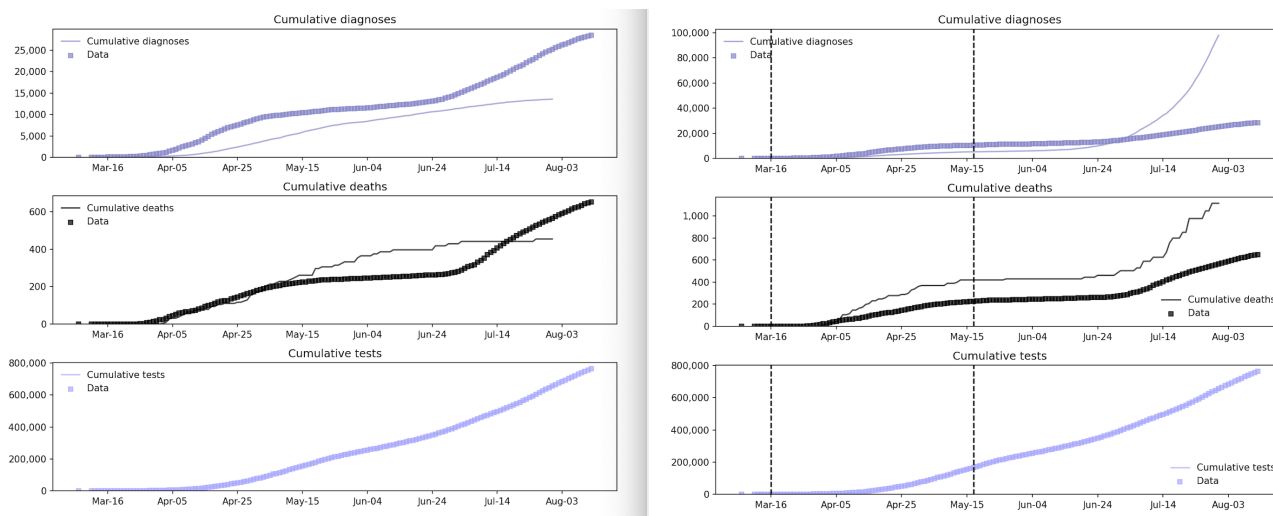 Cumulative diagnoses
25,000
20,000
15,000
10,000
5,000
0
Cumulative diagnoses
Data
Mar-16 Apr-05 Apr-25 May-15 Jun-04 Jun-24 Jul-14 Aug-03
Cumulative deaths
600
400
200
0
Cumulative deaths
Data
Mar-16 Apr-05 Apr-25 May-15 Jun-04 Jun-24 Jul-14 Aug-03
Cumulative tests
800,000
600,000
400,000
200,000
0
Cumulative tests
Data
Mar-16 Apr-05 Apr-25 May-15 Jun-04 Jun-24 Jul-14 Aug-03
Cumulative diagnoses
100,000
80,000
60,000
40,000
20,000
0
Cumulative diagnoses
Data
Mar-16 Apr-05 Apr-25 May-15 Jun-04 Jun-24 Jul-14 Aug-03
Cumulative deaths
1,000
800
600
400
200
0
Cumulative deaths
Data
Mar-16 Apr-05 Apr-25 May-15 Jun-04 Jun-24 Jul-14 Aug-03
Cumulative tests
800,000
600,000
400,000
200,000
0
Cumulative tests
Data
Mar-16 Apr-05 Apr-25 May-15 Jun-04 Jun-24 Jul-14 Aug-03